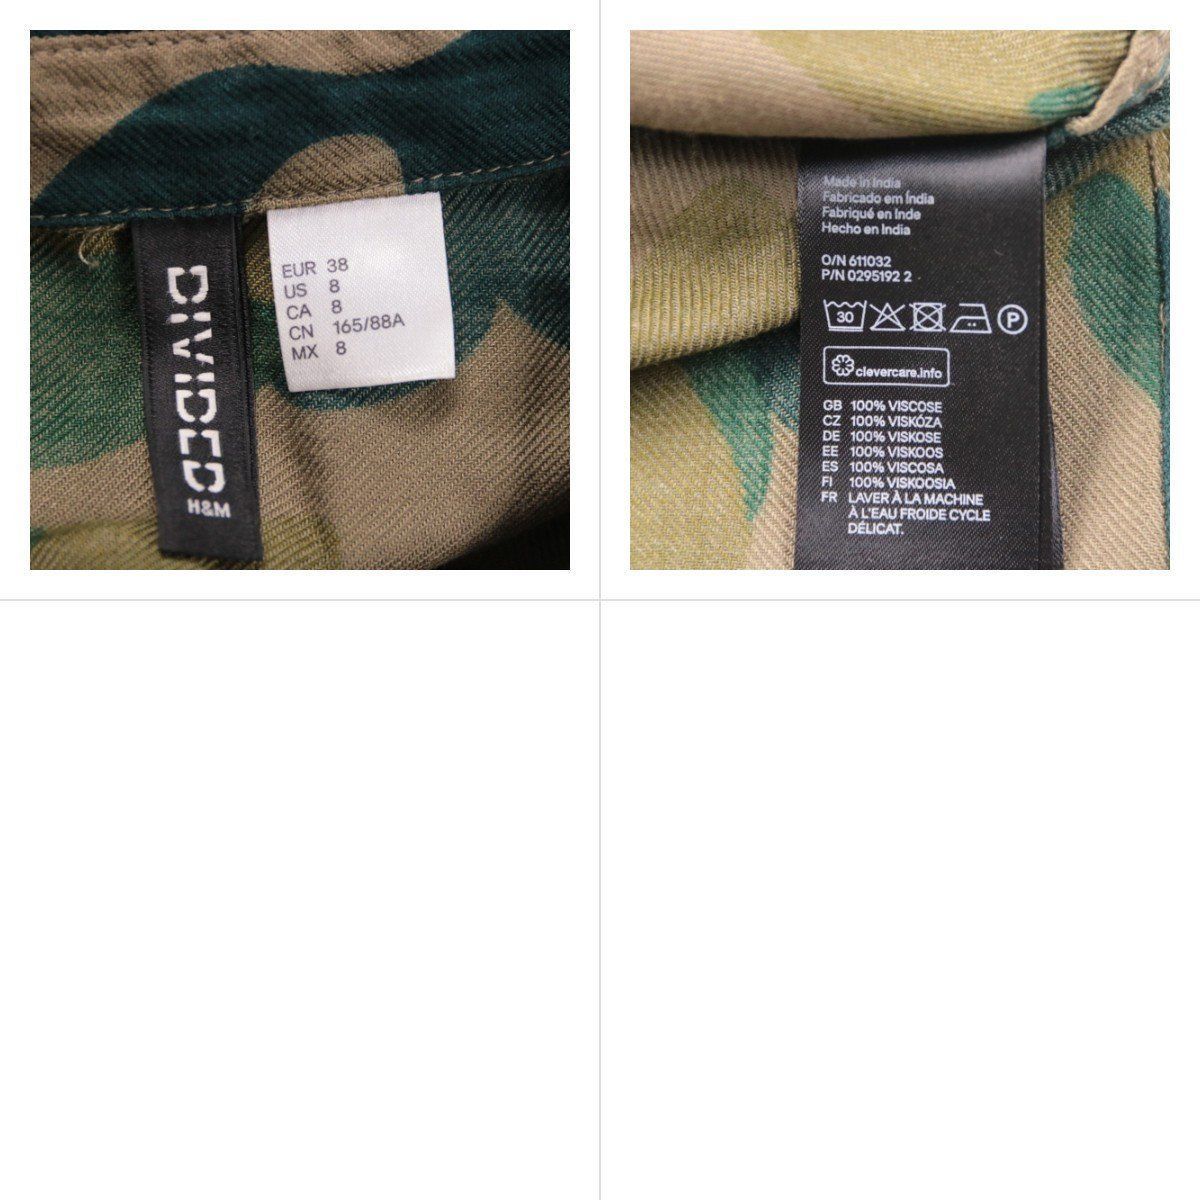 DIVIDED
H&M
EUR 38
US 8
CA 8
CN 165/88A
MX 8
Made in India
Fabricado em Índia
Fabriqué en Inde
Hecho en India
O/N 611032
P/N 0295192 2
30
P
clevercare.info
GB 100% VISCOSE
CZ 100% VISKÓZA
DE 100% VISKOSE
EE 100% VISKOOS
ES 100% VISCOSA
FI 100% VISKOOSIA
FR LAVER À LA MACHINE
À L'EAU FROIDE CYCLE
DÉLICAT.